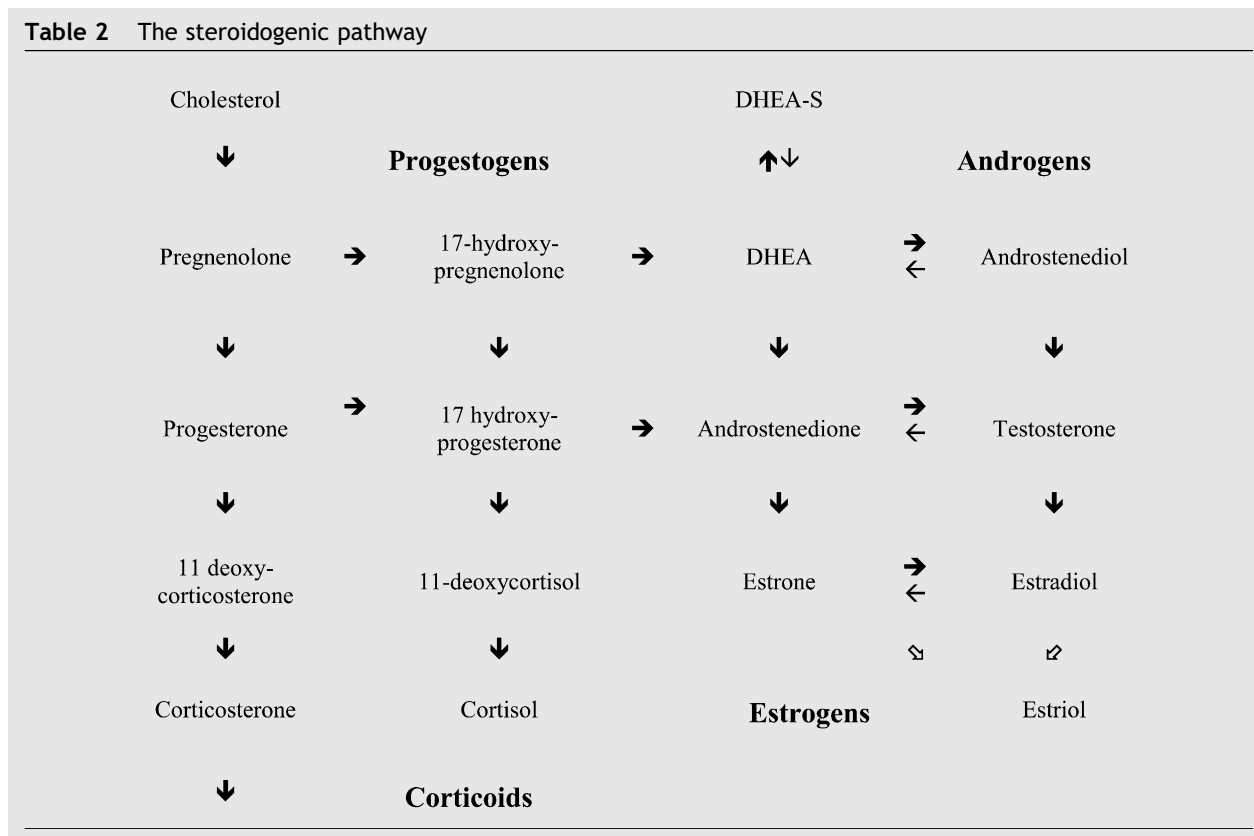 Table 2 The steroidogenic pathway
Cholesterol DHEA-S
↓ Progestogens ↑↓ Androgens
Pregnenolone → 17-hydroxy-
pregnenolone → DHEA → ← Androstenediol
↓ ↓ ↓ ↓
Progesterone → 17 hydroxy-
progesterone → Androstenedione → ← Testosterone
↓ ↓ ↓ ↓
11 deoxy-
corticosterone 11-deoxycortisol Estrone → ← Estradiol
↓ ↓ ⇘ ⇙
Corticosterone Cortisol Estrogens Estriol
↓ Corticoids